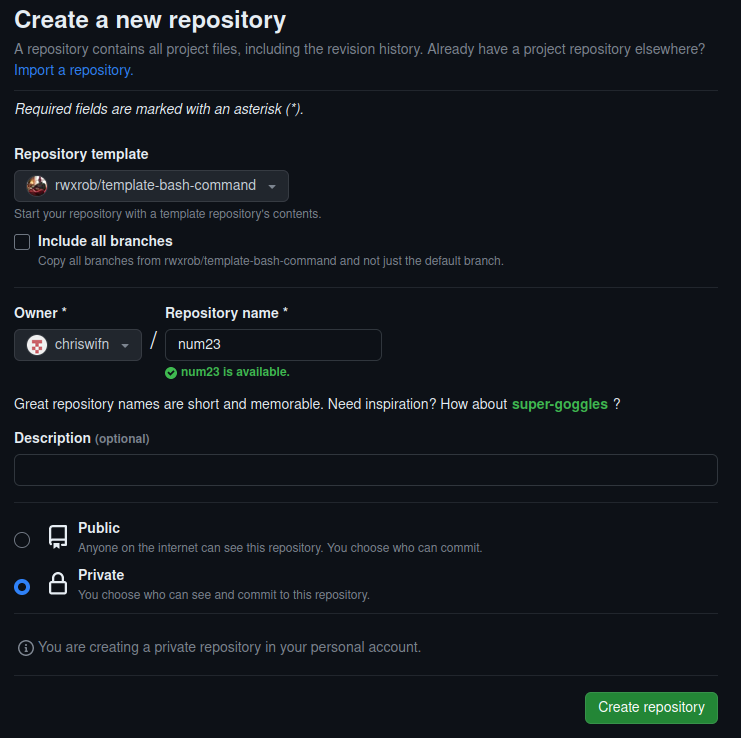 Create a new repository
A repository contains all project files, including the revision history. Already have a project repository elsewhere?
Import a repository.
Required fields are marked with an asterisk (*).
Repository template
rwxrob/template-bash-command
Start your repository with a template repository's contents.
Include all branches
Copy all branches from rwxrob/template-bash-command and not just the default branch.
Owner * Repository name *
chriswifn / num23
num23 is available.
Great repository names are short and memorable. Need inspiration? How about super-goggles ?
Description (optional)
Public
Anyone on the internet can see this repository. You choose who can commit.
Private
You choose who can see and commit to this repository.
You are creating a private repository in your personal account.
Create repository